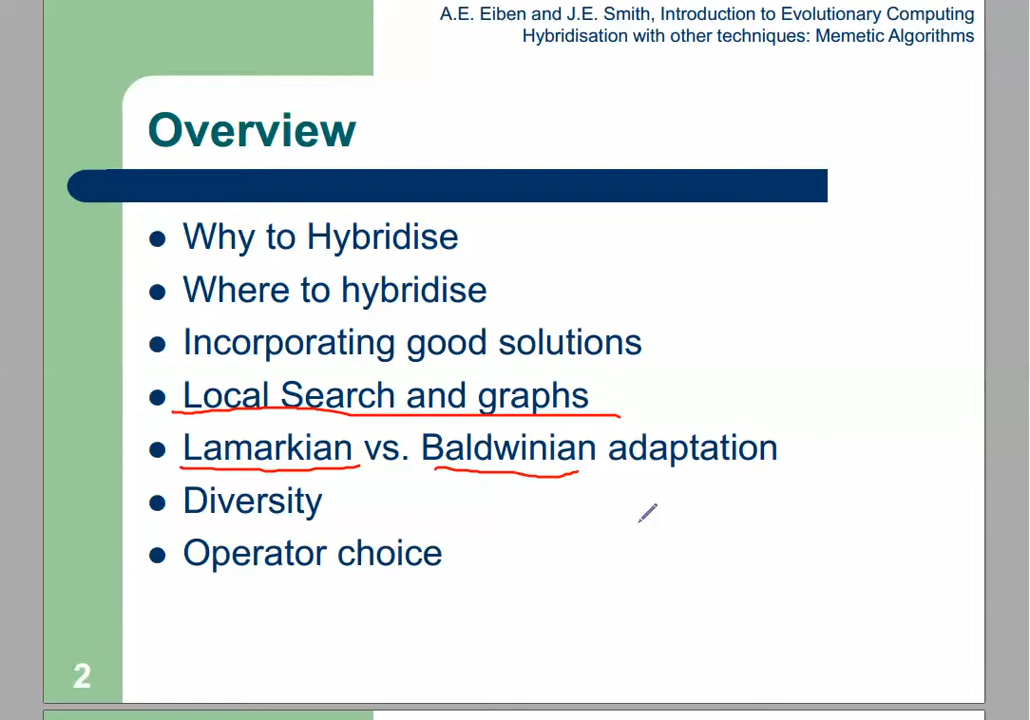 A.E. Eiben and J.E. Smith, Introduction to Evolutionary Computing
Hybridisation with other techniques: Memetic Algorithms
Overview
Why to Hybridise
Where to hybridise
Incorporating good solutions
Local Search and graphs
Lamarkian vs. Baldwinian adaptation
Diversity
Operator choice
2